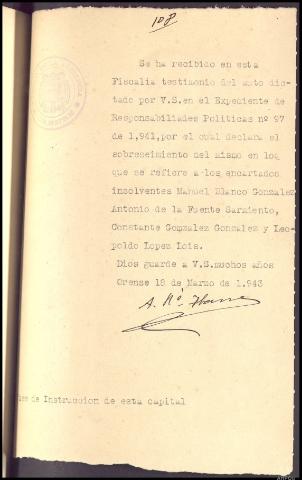 108
Se ha recibido en esta
Fiscalia testimonio del auto dic-
tado por V.S.en el Expediente de
Responsabiliades Politicas nº 97
de 1,941,por el cual declara el
sobreseimiento del mismo en lo
que se refiere a los encartados
insolventes Manuel Blanco Gonzalez
Antonio de la Fuente Sarmiento,
Constante Gonzalez Gonzalez y Leo-
poldo Lopez Lois.
Dios guarde a V.S.muchos años
Orense 18 de Marzo de 1.943
de Instruccion de esta capital